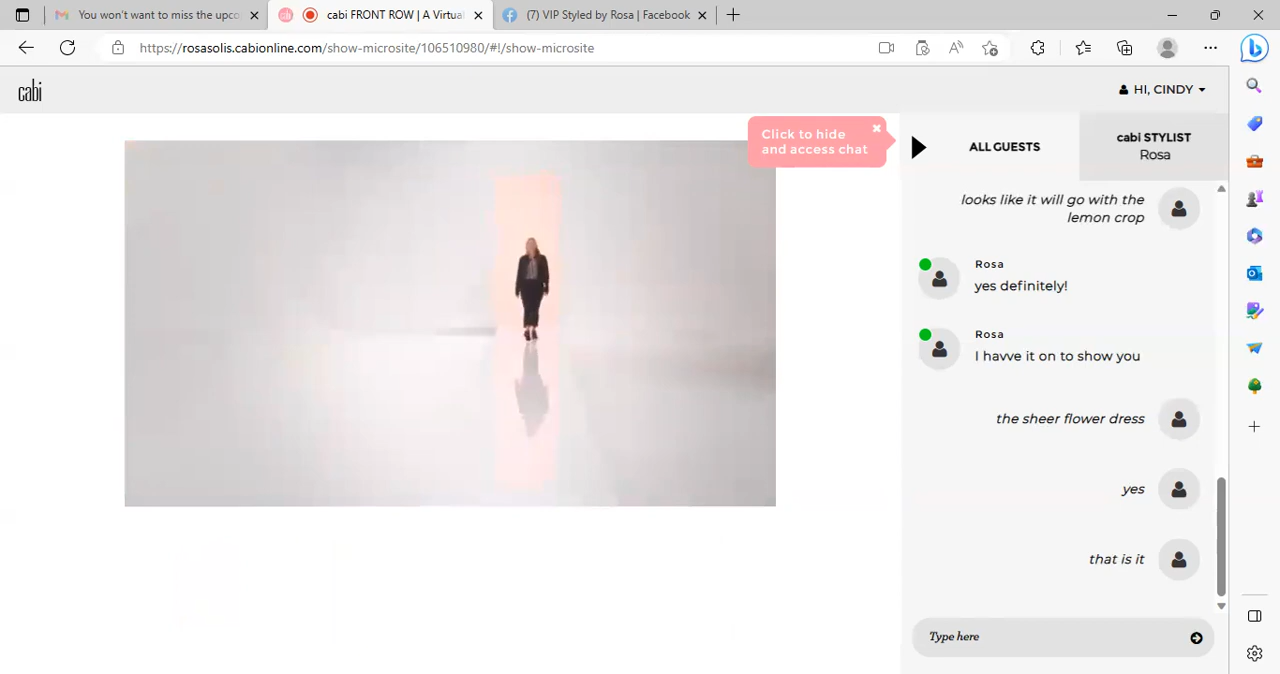 You won't want to miss the upco
cabi FRONT ROW | A Virtual
(7) VIP Styled by Rosa | Facebook
https://rosasolis.cabionline.com/show-microsite/106510980/#!/show-microsite
cabi
HI, CINDY
Click to hide
and access chat
ALL GUESTS
cabi STYLIST
Rosa
looks like it will go with the
lemon crop
Rosa
yes definitely!
Rosa
I havve it on to show you
the sheer flower dress
yes
that is it
Type here